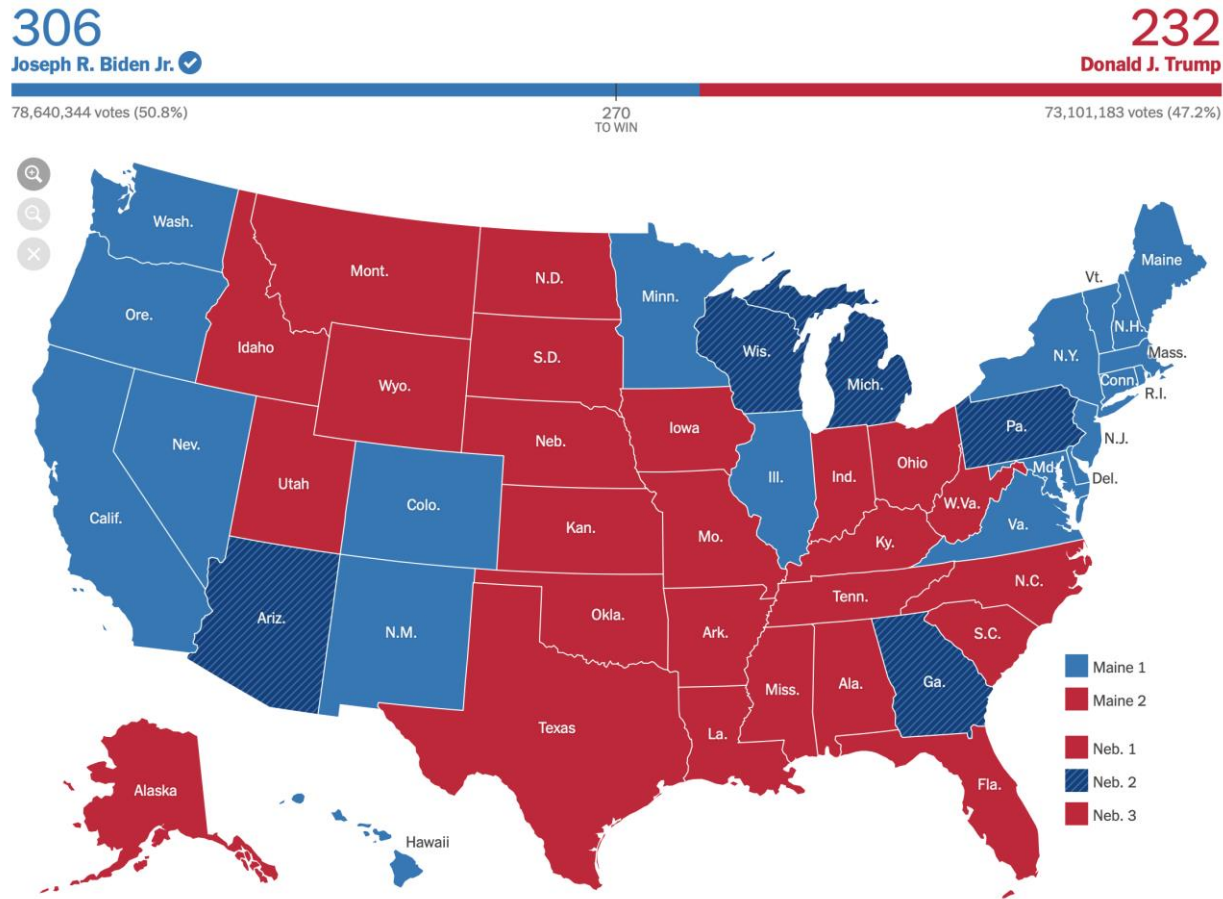 306
232
Joseph R. Biden Jr.
Donald J. Trump
78,640,344 votes (50.8%)
270
TO WIN
73,101,183 votes (47.2%)
Wash.
Mont.
N.D.
Minn.
Maine
Vt.
Ore.
Idaho
S.D.
Wis.
Mich.
N.Y.
N.H.
Mass.
Wyo.
Conn.
R.I.
Nev.
Neb.
Iowa
Pa.
N.J.
Utah
Ill.
Ind.
Ohio
Md.
Del.
Calif.
Colo.
Kan.
Mo.
W.Va.
Va.
Ky.
Ariz.
N.M.
Okla.
Ark.
Tenn.
N.C.
S.C.
Texas
La.
Miss.
Ala.
Ga.
Fla.
Maine 1
Maine 2
Neb. 1
Neb. 2
Neb. 3
Alaska
Hawaii